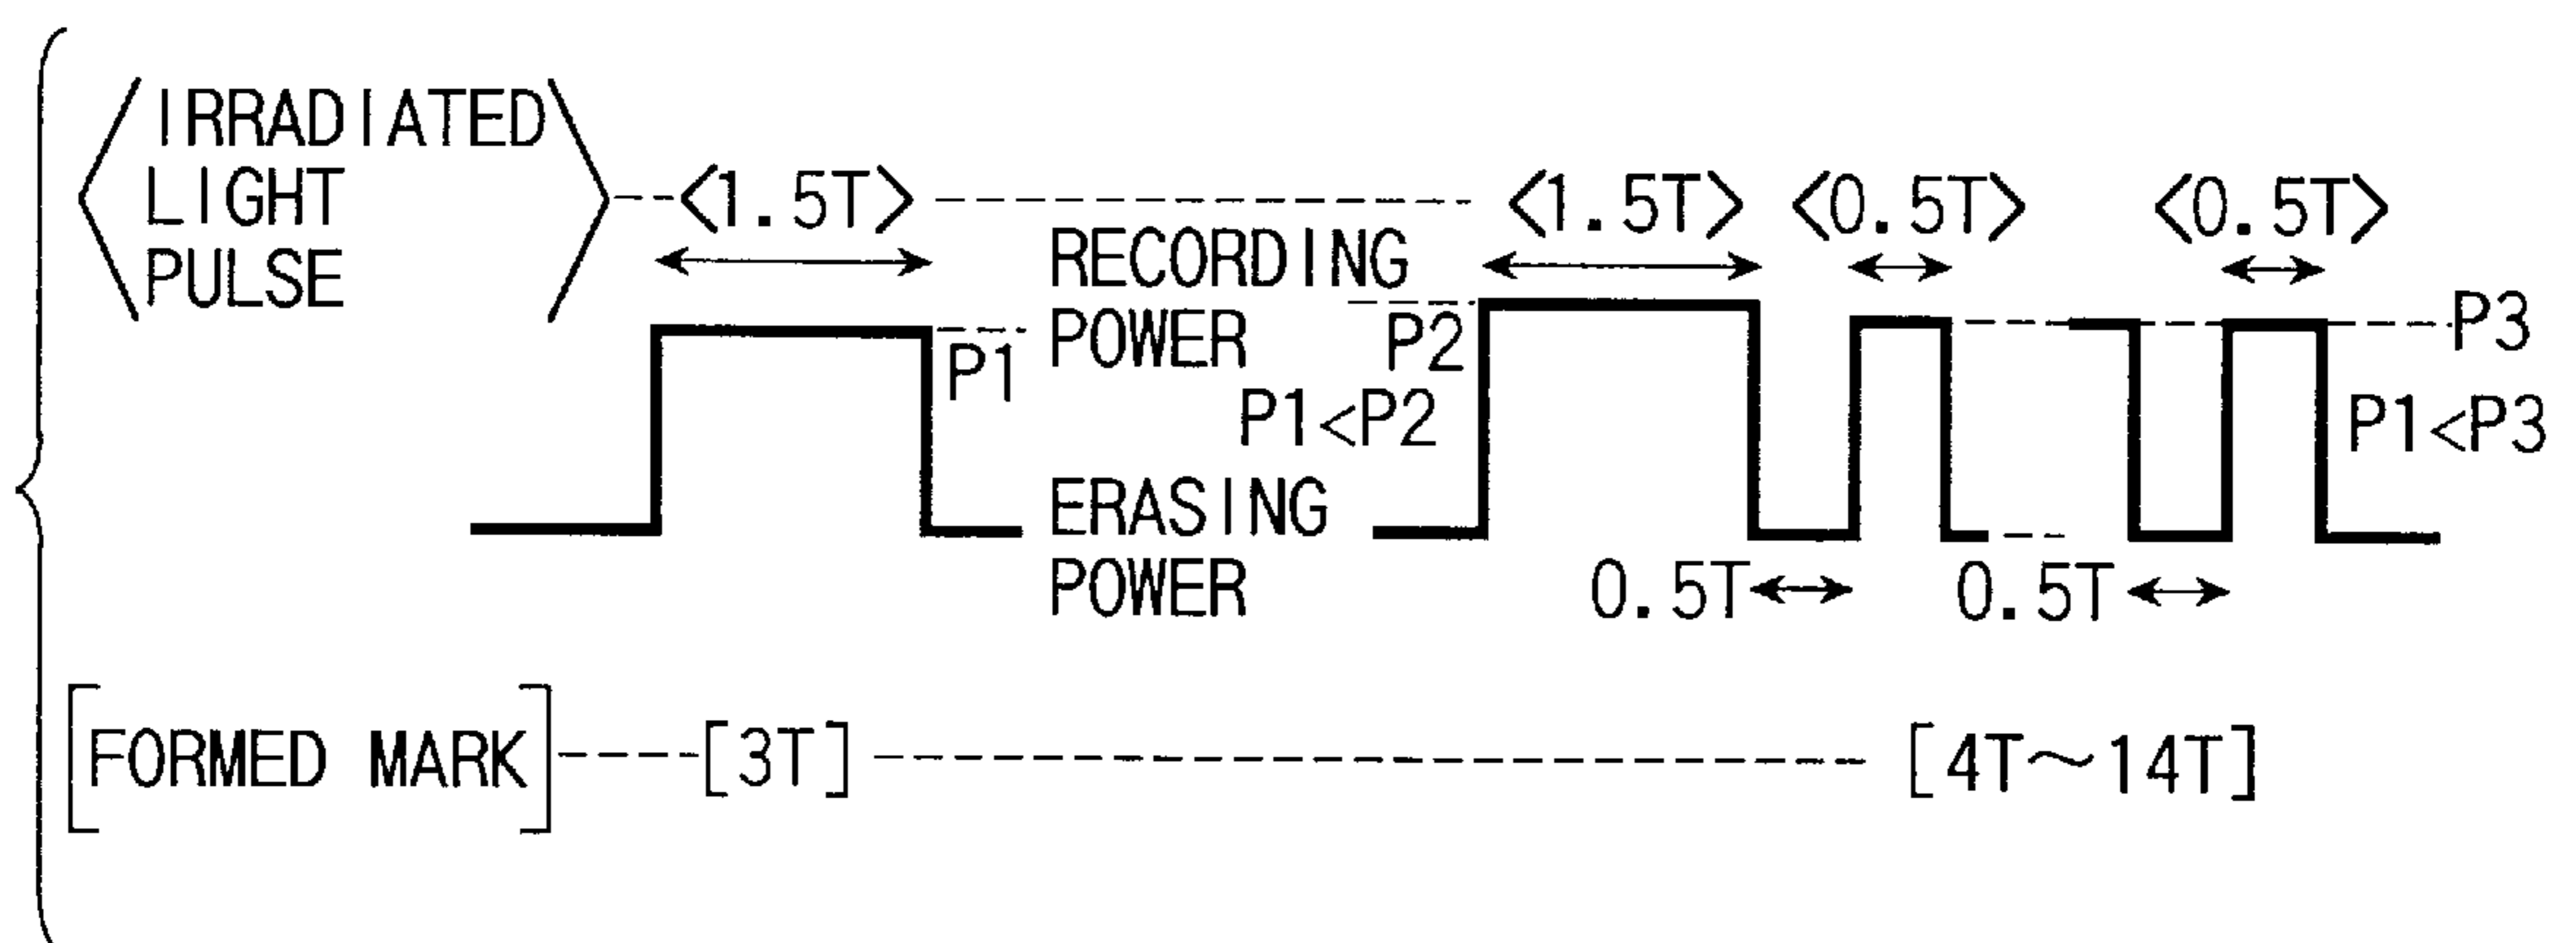 <IRRADIATED
LIGHT
PULSE>
<1.5T>
RECORDING
POWER
P1
P1<P2
P2
<1.5T>
<0.5T>
<0.5T>
P3
P1<P3
ERASING
POWER
0.5T
0.5T
[FORMED MARK]
[3T]
[4T~14T]